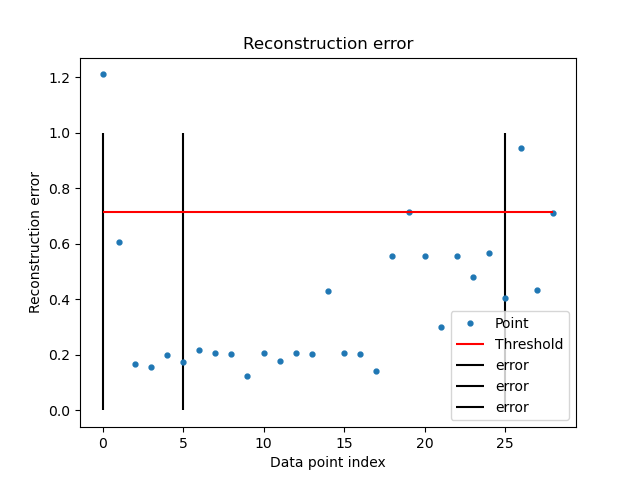 Reconstruction error
Reconstruction error
1.2
1.0
0.8
0.6
0.4
0.2
0.0
Point
Threshold
error
error
error
0 5 10 15 20 25
Data point index